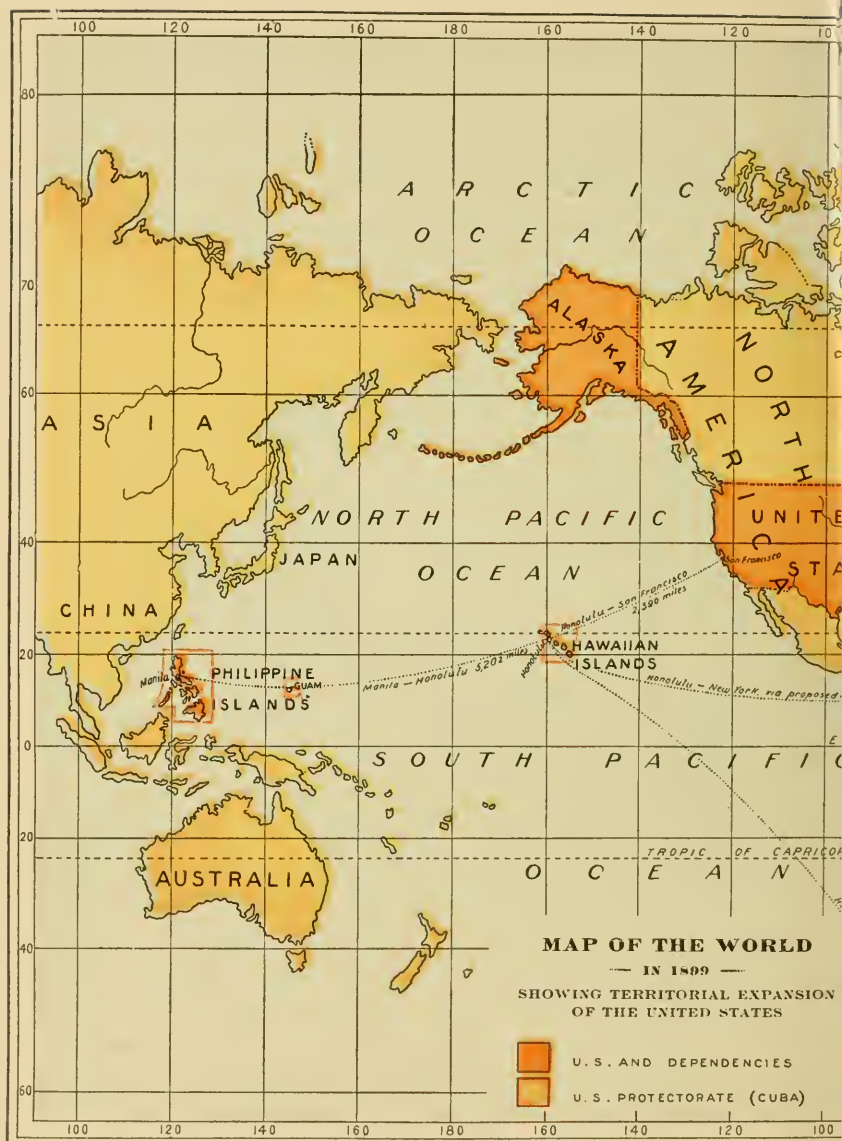 100 120 140 160 180 160 140 120 10
80
ARCTIC
OCEAN
70
ALASKA
60
NORTH
AMERICA
ASIA
NORTH PACIFIC
OCEAN
UNITE
STA
40
JAPAN
San Francisco
Honolulu – San Francisco
2,390 miles
CHINA
20
HAWAIIAN
ISLANDS
Honolulu
Manila
PHILIPPINE
ISLANDS
GUAM
Manila – Honolulu 5,202 miles
Honolulu – New York via proposed
0
E
SOUTH PACIFIC
OCEAN
20
TROPIC OF CAPRICOR
AUSTRALIA
40
MAP OF THE WORLD
— IN 1899 —
SHOWING TERRITORIAL EXPANSION
OF THE UNITED STATES
U.S. AND DEPENDENCIES
U.S. PROTECTORATE (CUBA)
60
100 120 140 160 180 160 140 120 100